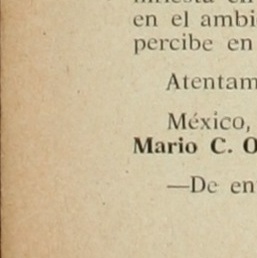 en el ambi
percibe en
Atentam
México,
Mario C. O
—De en